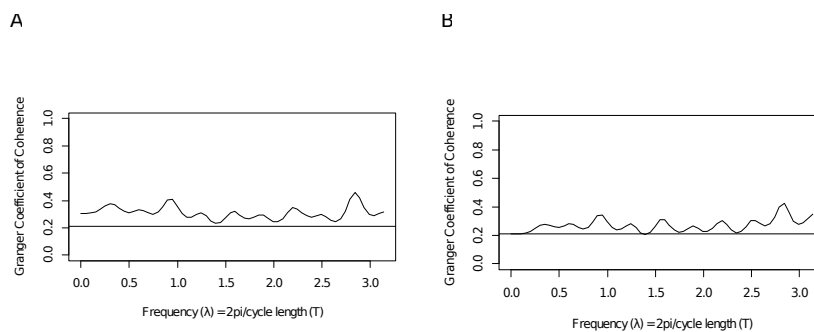 A
Granger Coefficient of Coherence
1.0
0.8
0.6
0.4
0.2
0.0
0.0 0.5 1.0 1.5 2.0 2.5 3.0
Frequency (λ) = 2pi/cycle length (T)
B
Granger Coefficient of Coherence
1.0
0.8
0.6
0.4
0.2
0.0
0.0 0.5 1.0 1.5 2.0 2.5 3.0
Frequency (λ) = 2pi/cycle length (T)